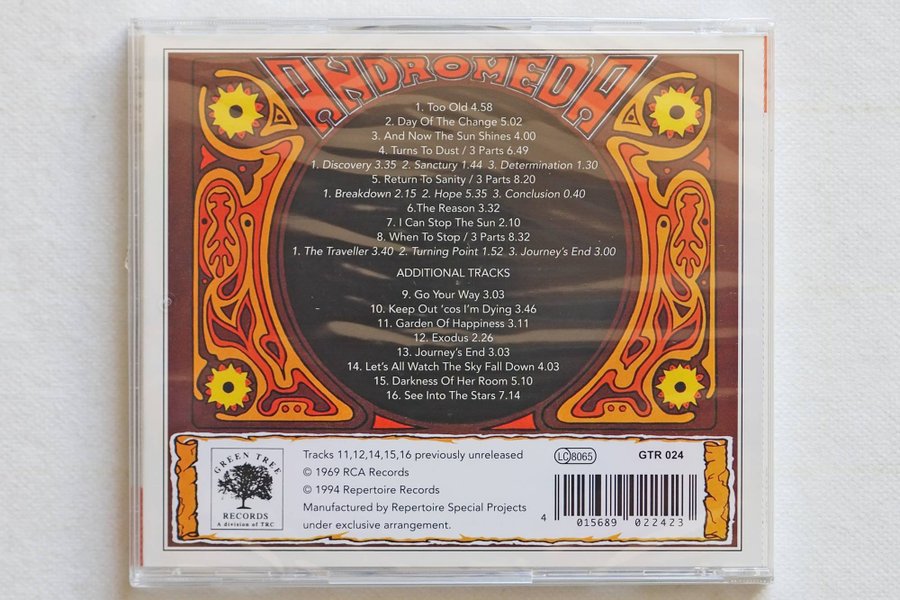 ANDROMEDA
1. Too Old 4.58
2. Day Of The Change 5.02
3. And Now The Sun Shines 4.00
4. Turns To Dust / 3 Parts 6.49
1. Discovery 3.35 2. Sanctury 1.44 3. Determination 1.30
5. Return To Sanity / 3 Parts 8.20
1. Breakdown 2.15 2. Hope 5.35 3. Conclusion 0.40
6.The Reason 3.32
7. I Can Stop The Sun 2.10
8. When To Stop / 3 Parts 8.32
1. The Traveller 3.40 2. Turning Point 1.52 3. Journey's End 3.00
ADDITIONAL TRACKS
9. Go Your Way 3.03
10. Keep Out 'cos I'm Dying 3.46
11. Garden Of Happiness 3.11
12. Exodus 2.26
13. Journey's End 3.03
14. Let's All Watch The Sky Fall Down 4.03
15. Darkness Of Her Room 5.10
16. See Into The Stars 7.14
GREEN TREE
RECORDS
A division of TRC
Tracks 11,12,14,15,16 previously unreleased
© 1969 RCA Records
© 1994 Repertoire Records
Manufactured by Repertoire Special Projects
under exclusive arrangement.
LC 8065
GTR 024
4 015689 022423